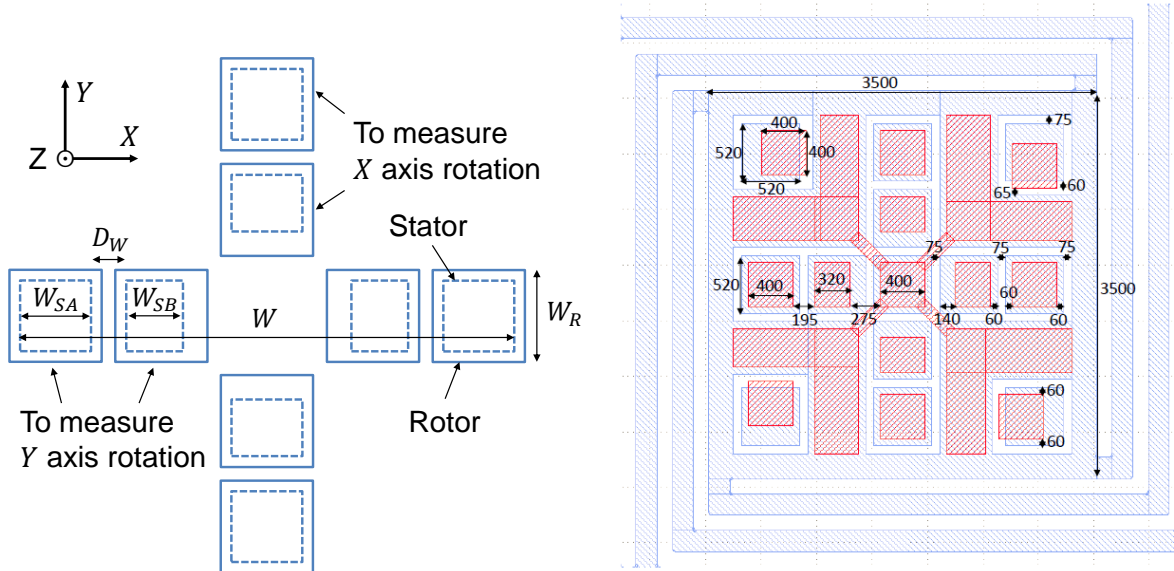 Y
X
Z
To measure
X axis rotation
Stator
D_W
W_SA
W_SB
W
W_R
To measure
Y axis rotation
Rotor
3500
400
75
520
400
520
65
60
75
75
75
520
400
320
400
60
3500
195
275
140
60
60
60
60